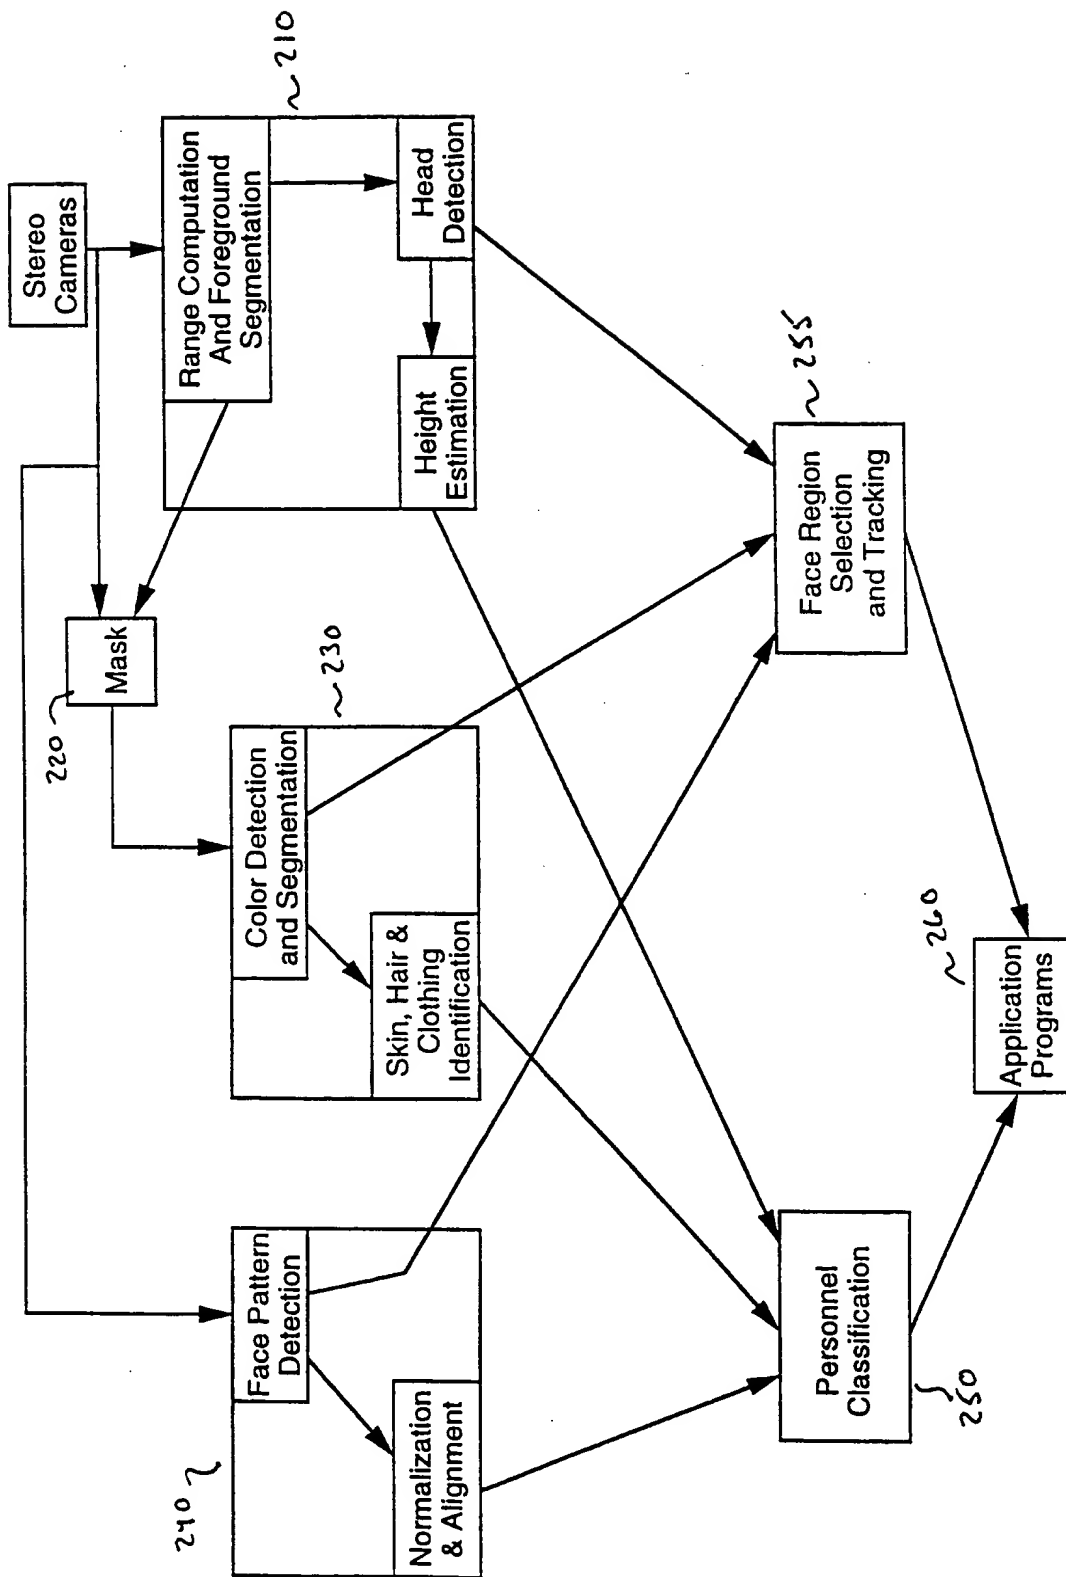 Stereo
Cameras
Range Computation
And Foreground
Segmentation
~210
Head
Detection
Height
Estimation
220
Mask
Color Detection
and Segmentation
~230
Skin, Hair &
Clothing
Identification
240
Face Pattern
Detection
Normalization
& Alignment
Face Region
Selection
and Tracking
~255
Personnel
Classification
250
Application
Programs
~260